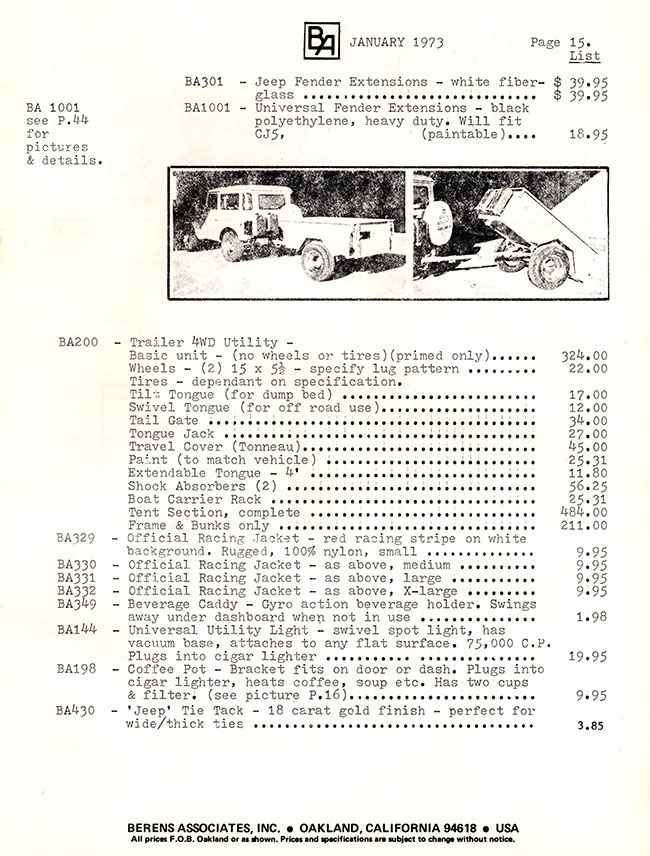 BA JANUARY 1973 Page 15.
List
BA301 - Jeep Fender Extensions - white fiber- $ 39.95
glass .............................. $ 39.95
BA 1001
see P.44
for
pictures
& details.
BA1001 - Universal Fender Extensions - black
polyethylene, heavy duty. Will fit
CJ5, (paintable).... 18.95
BA200 - Trailer 4WD Utility -
Basic unit - (no wheels or tires)(primed only)...... 324.00
Wheels - (2) 15 x 5½ - specify lug pattern ......... 22.00
Tires - dependant on specification.
Tilt Tongue (for dump bed) ......................... 17.00
Swivel Tongue (for off road use).................... 12.00
Tail Gate .......................................... 34.00
Tongue Jack ........................................ 27.00
Travel Cover (Tonneau).............................. 45.00
Paint (to match vehicle) ........................... 25.31
Extendable Tongue - 4' ............................. 11.80
Shock Absorbers (2) ................................ 56.25
Boat Carrier Rack .................................. 25.31
Tent Section, complete ............................. 484.00
Frame & Bunks only ................................. 211.00
BA329 - Official Racing Jacket - red racing stripe on white
background. Rugged, 100% nylon, small .............. 9.95
BA330 - Official Racing Jacket - as above, medium .......... 9.95
BA331 - Official Racing Jacket - as above, large ........... 9.95
BA332 - Official Racing Jacket - as above, X-large ......... 9.95
BA349 - Beverage Caddy - Gyro action beverage holder. Swings
away under dashboard when not in use ............... 1.98
BA144 - Universal Utility Light - swivel spot light, has
vacuum base, attaches to any flat surface. 75,000 C.P.
Plugs into cigar lighter ........... ............... 19.95
BA198 - Coffee Pot - Bracket fits on door or dash. Plugs into
cigar lighter, heats coffee, soup etc. Has two cups
& filter. (see picture P.16)........................ 9.95
BA430 - 'Jeep' Tie Tack - 18 carat gold finish - perfect for
wide/thick ties .................................... 3.85
BERENS ASSOCIATES, INC. ● OAKLAND, CALIFORNIA 94618 ● USA
All prices F.O.B. Oakland or as shown. Prices and specifications are subject to change without notice.